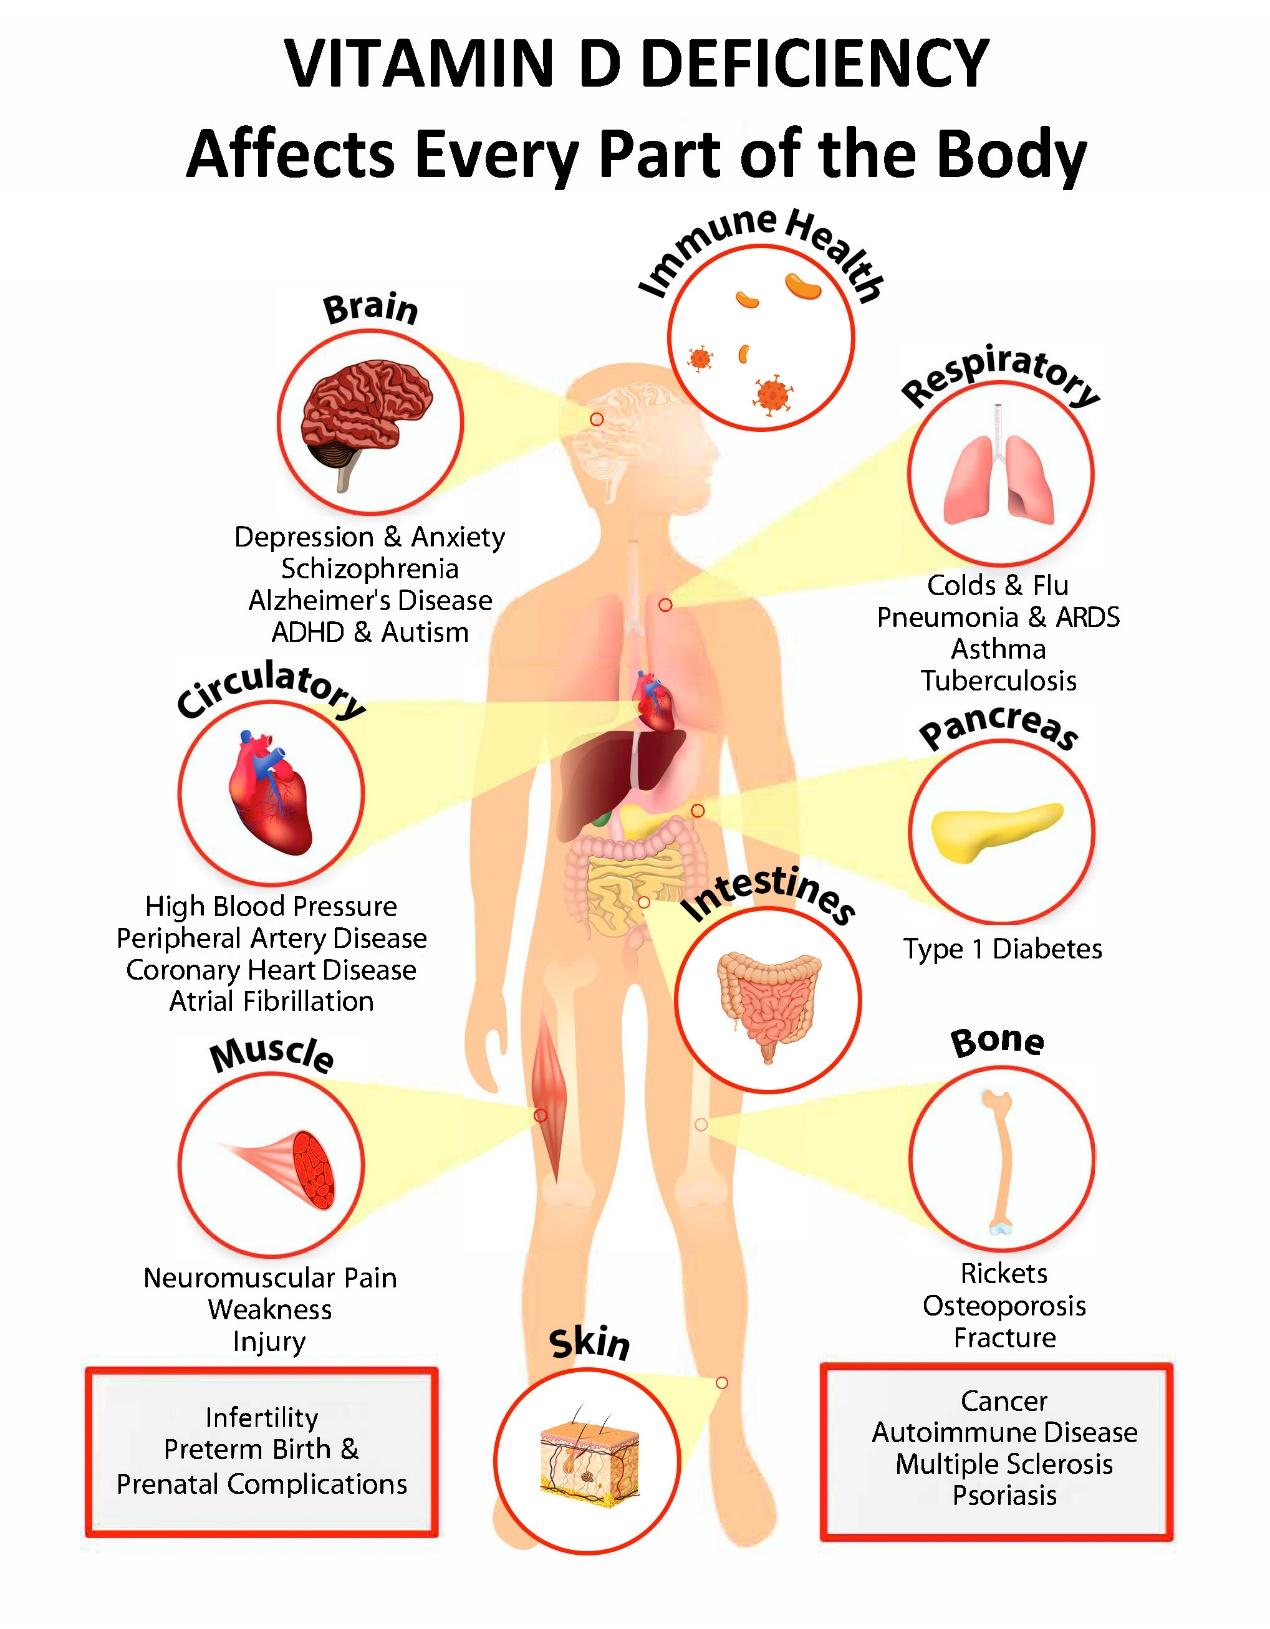 VITAMIN D DEFICIENCY
Affects Every Part of the Body
Immune Health
Brain
Depression & Anxiety
Schizophrenia
Alzheimer's Disease
ADHD & Autism
Respiratory
Colds & Flu
Pneumonia & ARDS
Asthma
Tuberculosis
Circulatory
High Blood Pressure
Peripheral Artery Disease
Coronary Heart Disease
Atrial Fibrillation
Pancreas
Type 1 Diabetes
Intestines
Muscle
Neuromuscular Pain
Weakness
Injury
Bone
Rickets
Osteoporosis
Fracture
Skin
Infertility
Preterm Birth &
Prenatal Complications
Cancer
Autoimmune Disease
Multiple Sclerosis
Psoriasis